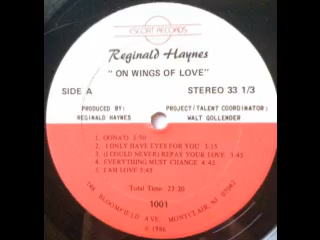 ESCORT RECORDS
Reginald Haynes
" ON WINGS OF LOVE"
SIDE A
STEREO 33 1/3
PRODUCED BY:
REGINALD HAYNES
PROJECT/TALENT COORDINATOR:
WALT GOLLENDER
1. OONA'O 3:50
2. I ONLY HAVE EYES FOR YOU 3:15
3. (I COULD NEVER) REPAY YOUR LOVE 3:45
4. EVERYTHING MUST CHANGE 4:45
5. I AM LOVE 5:45
Total Time 23:20
1001
BLOOMFIELD AVE. MONTCLAIR, NJ 07042
© 1986